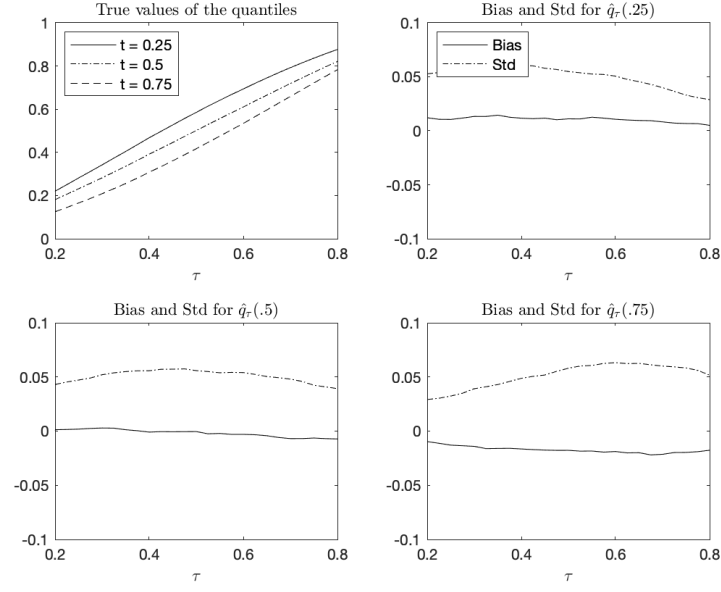 True values of the quantiles
1
0.8
0.6
0.4
0.2
0
t = 0.25
t = 0.5
t = 0.75
0.2 0.4 0.6 0.8
τ
Bias and Std for q̂τ(.25)
0.1
0.05
0
-0.05
-0.1
Bias
Std
0.2 0.4 0.6 0.8
τ
Bias and Std for q̂τ(.5)
0.1
0.05
0
-0.05
-0.1
0.2 0.4 0.6 0.8
τ
Bias and Std for q̂τ(.75)
0.1
0.05
0
-0.05
-0.1
0.2 0.4 0.6 0.8
τ